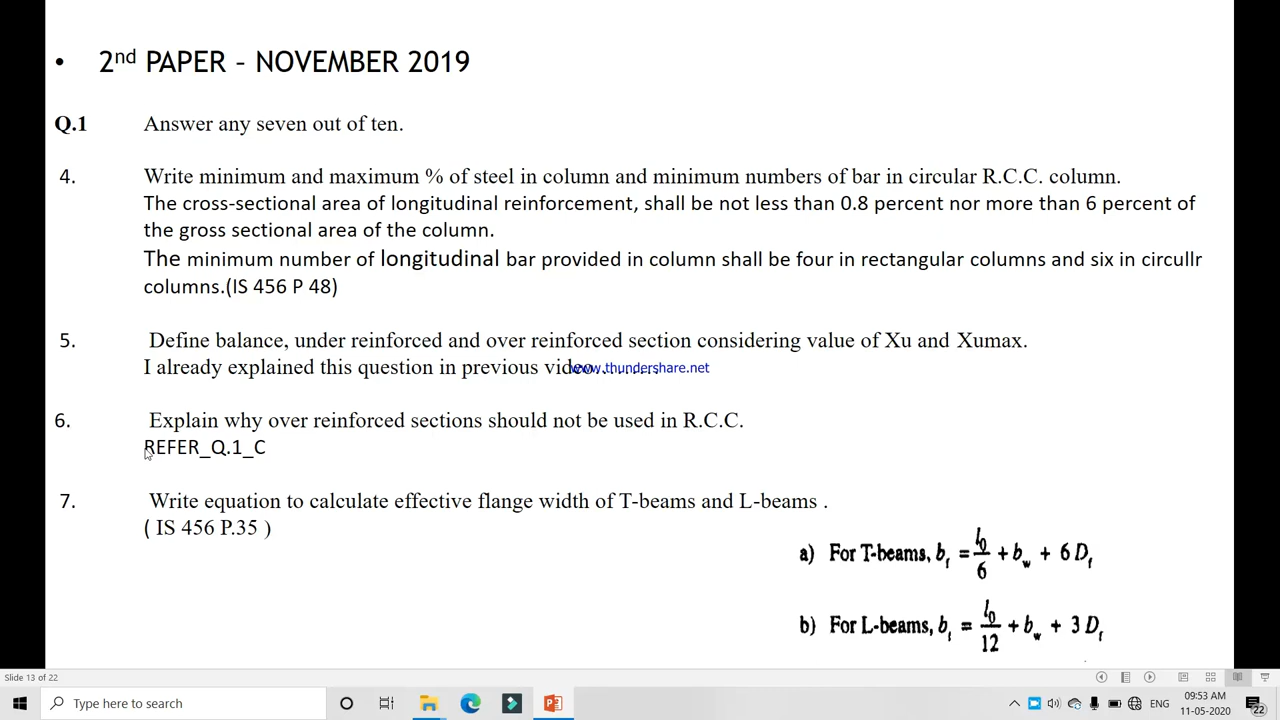 • 2nd PAPER - NOVEMBER 2019
Q.1 Answer any seven out of ten.
4. Write minimum and maximum % of steel in column and minimum numbers of bar in circular R.C.C. column.
The cross-sectional area of longitudinal reinforcement, shall be not less than 0.8 percent nor more than 6 percent of
the gross sectional area of the column.
The minimum number of longitudinal bar provided in column shall be four in rectangular columns and six in circullr
columns.(IS 456 P 48)
5. Define balance, under reinforced and over reinforced section considering value of Xu and Xumax.
I already explained this question in previous video..........
www.thundershare.net
6. Explain why over reinforced sections should not be used in R.C.C.
REFER_Q.1_C
7. Write equation to calculate effective flange width of T-beams and L-beams .
( IS 456 P.35 )
a) For T-beams, bf = l0/6 + bw + 6 Df
b) For L-beams, bf = l0/12 + bw + 3 Df
Slide 13 of 22
Type here to search
ENG
09:53 AM
11-05-2020
22